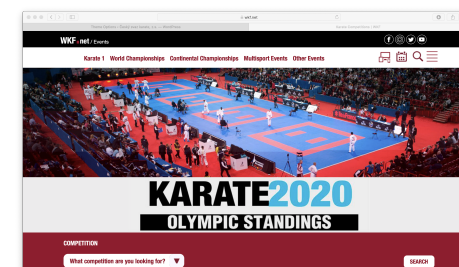 wkf.net
WKF net / Events
Karate 1 World Championships Continental Championships Multisport Events Other Events
KARATE2020
OLYMPIC STANDINGS
COMPETITION
What competition are you looking for?
SEARCH